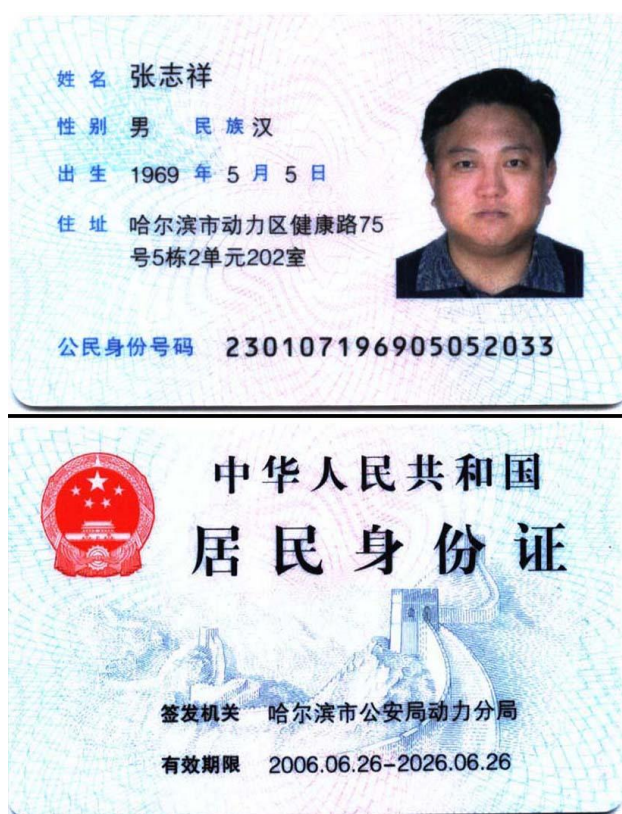 姓名 张志祥
性别 男 民族 汉
出生 1969 年 5 月 5 日
住址 哈尔滨市动力区健康路75
号5栋2单元202室
公民身份号码 230107196905052033
中华人民共和国
居民身份证
签发机关 哈尔滨市公安局动力分局
有效期限 2006.06.26-2026.06.26